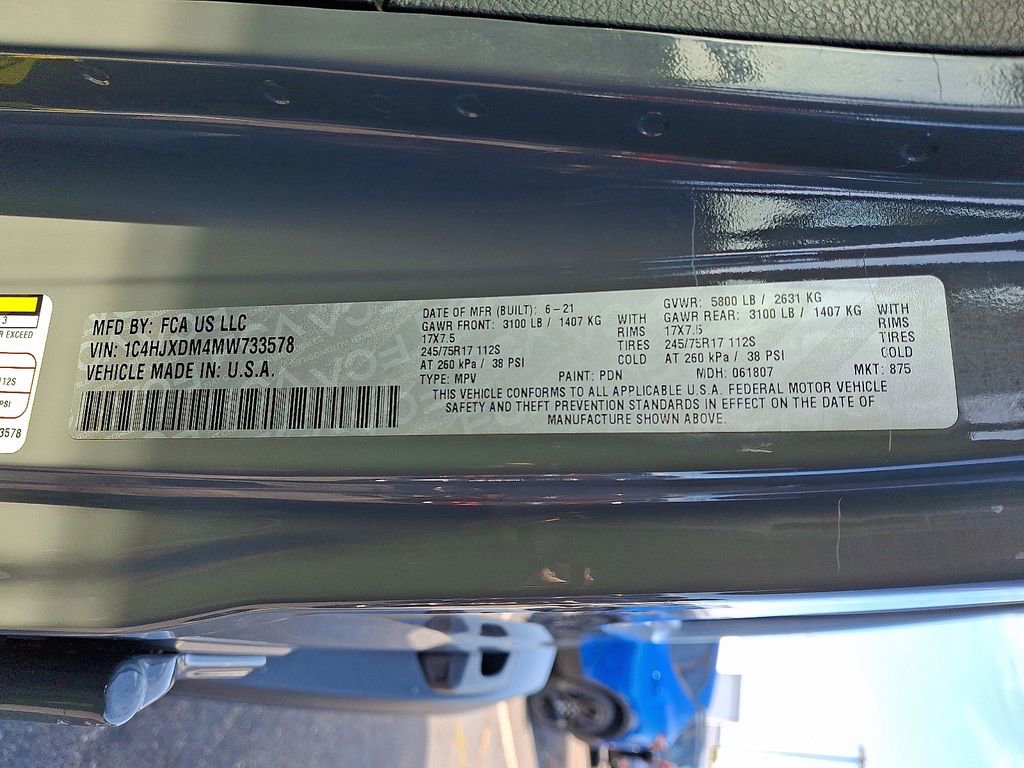 3
R EXCEED
112S
PSI
3578
MFD BY: FCA US LLC
VIN: 1C4HJXDM4MW733578
VEHICLE MADE IN: U.S.A.
DATE OF MFR (BUILT): 6-21
GAWR FRONT: 3100 LB / 1407 KG WITH
17X7.5 RIMS
245/75R17 112S TIRES
AT 260 kPa / 38 PSI COLD
GVWR: 5800 LB / 2631 KG
GAWR REAR: 3100 LB / 1407 KG WITH
17X7.5 RIMS
245/75R17 112S TIRES
AT 260 kPa / 38 PSI COLD
TYPE: MPV PAINT: PDN MDH: 061807 MKT: 875
THIS VEHICLE CONFORMS TO ALL APPLICABLE U.S.A. FEDERAL MOTOR VEHICLE
SAFETY AND THEFT PREVENTION STANDARDS IN EFFECT ON THE DATE OF
MANUFACTURE SHOWN ABOVE.